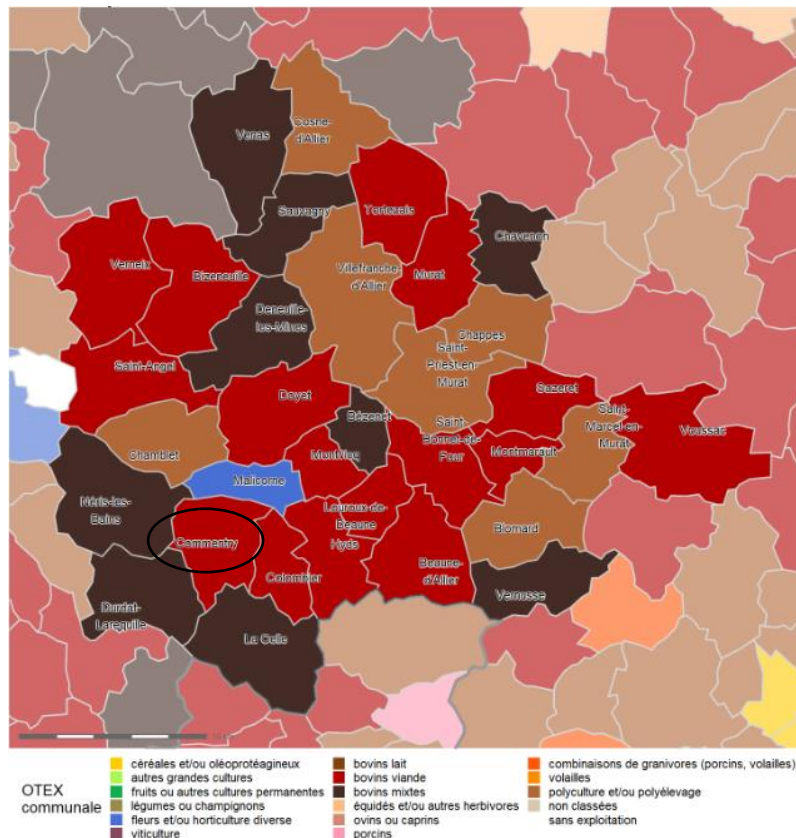 Venas
Cosne-
d'Allier
Sauvagny
Tortezais
Chavenon
Verneix
Bizeneuille
Villefranche-
d'Allier
Murat
Deneuille-
les-Mines
Chappes
Saint-
Priest-en-
Murat
Saint-Angel
Doyet
Sazeret
Bézenet
Saint-
Bonnet-de-
Four
Saint-
Marcel-en-
Murat
Voussac
Chamblet
Montvicq
Montmarault
Malicorne
Néris-les-
Bains
Louroux-de-
Beaune
Blomard
Commentry
Hyds
Colombier
Beaune-
d'Allier
Vernusse
Durdat-
Larequille
La Celle
OTEX
communale
céréales et/ou oléoprotéagineux
autres grandes cultures
fruits ou autres cultures permanentes
légumes ou champignons
fleurs et/ou horticulture diverse
viticulture
bovins lait
bovins viande
bovins mixtes
équidés et/ou autres herbivores
ovins ou caprins
porcins
combinaisons de granivores (porcins, volailles)
volailles
polyculture et/ou polyélevage
non classées
sans exploitation